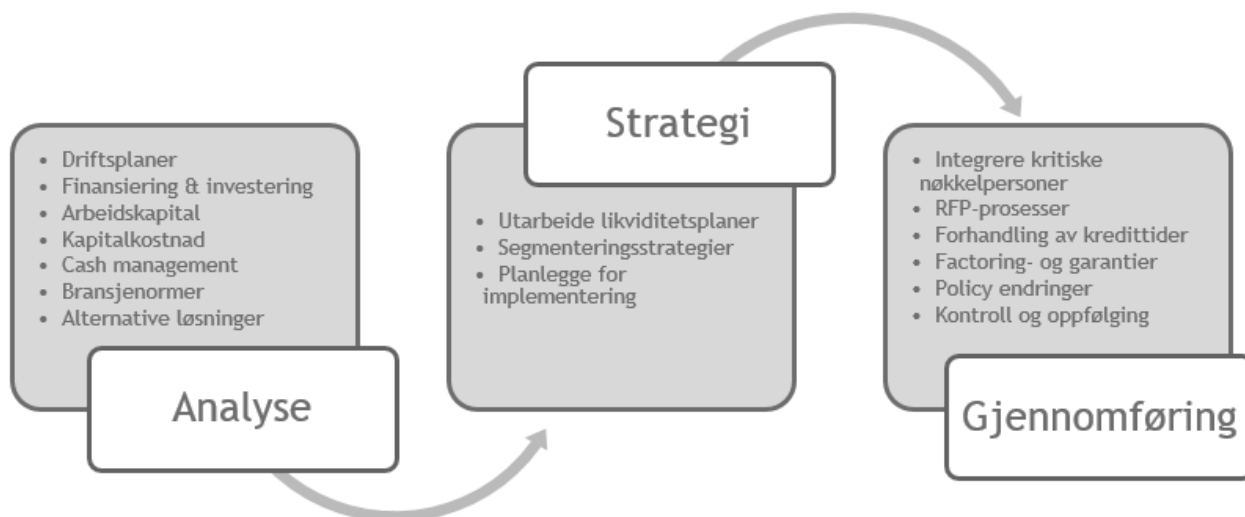 • Driftsplaner
• Finansiering & investering
• Arbeidskapital
• Kapitalkostnad
• Cash management
• Bransjenormer
• Alternative løsninger
Analyse
Strategi
• Utarbeide likviditetsplaner
• Segmenteringsstrategier
• Planlegge for
implementering
• Integrere kritiske
nøkkelpersoner
• RFP-prosesser
• Forhandling av kredittider
• Factoring- og garantier
• Policy endringer
• Kontroll og oppfølging
Gjennomføring